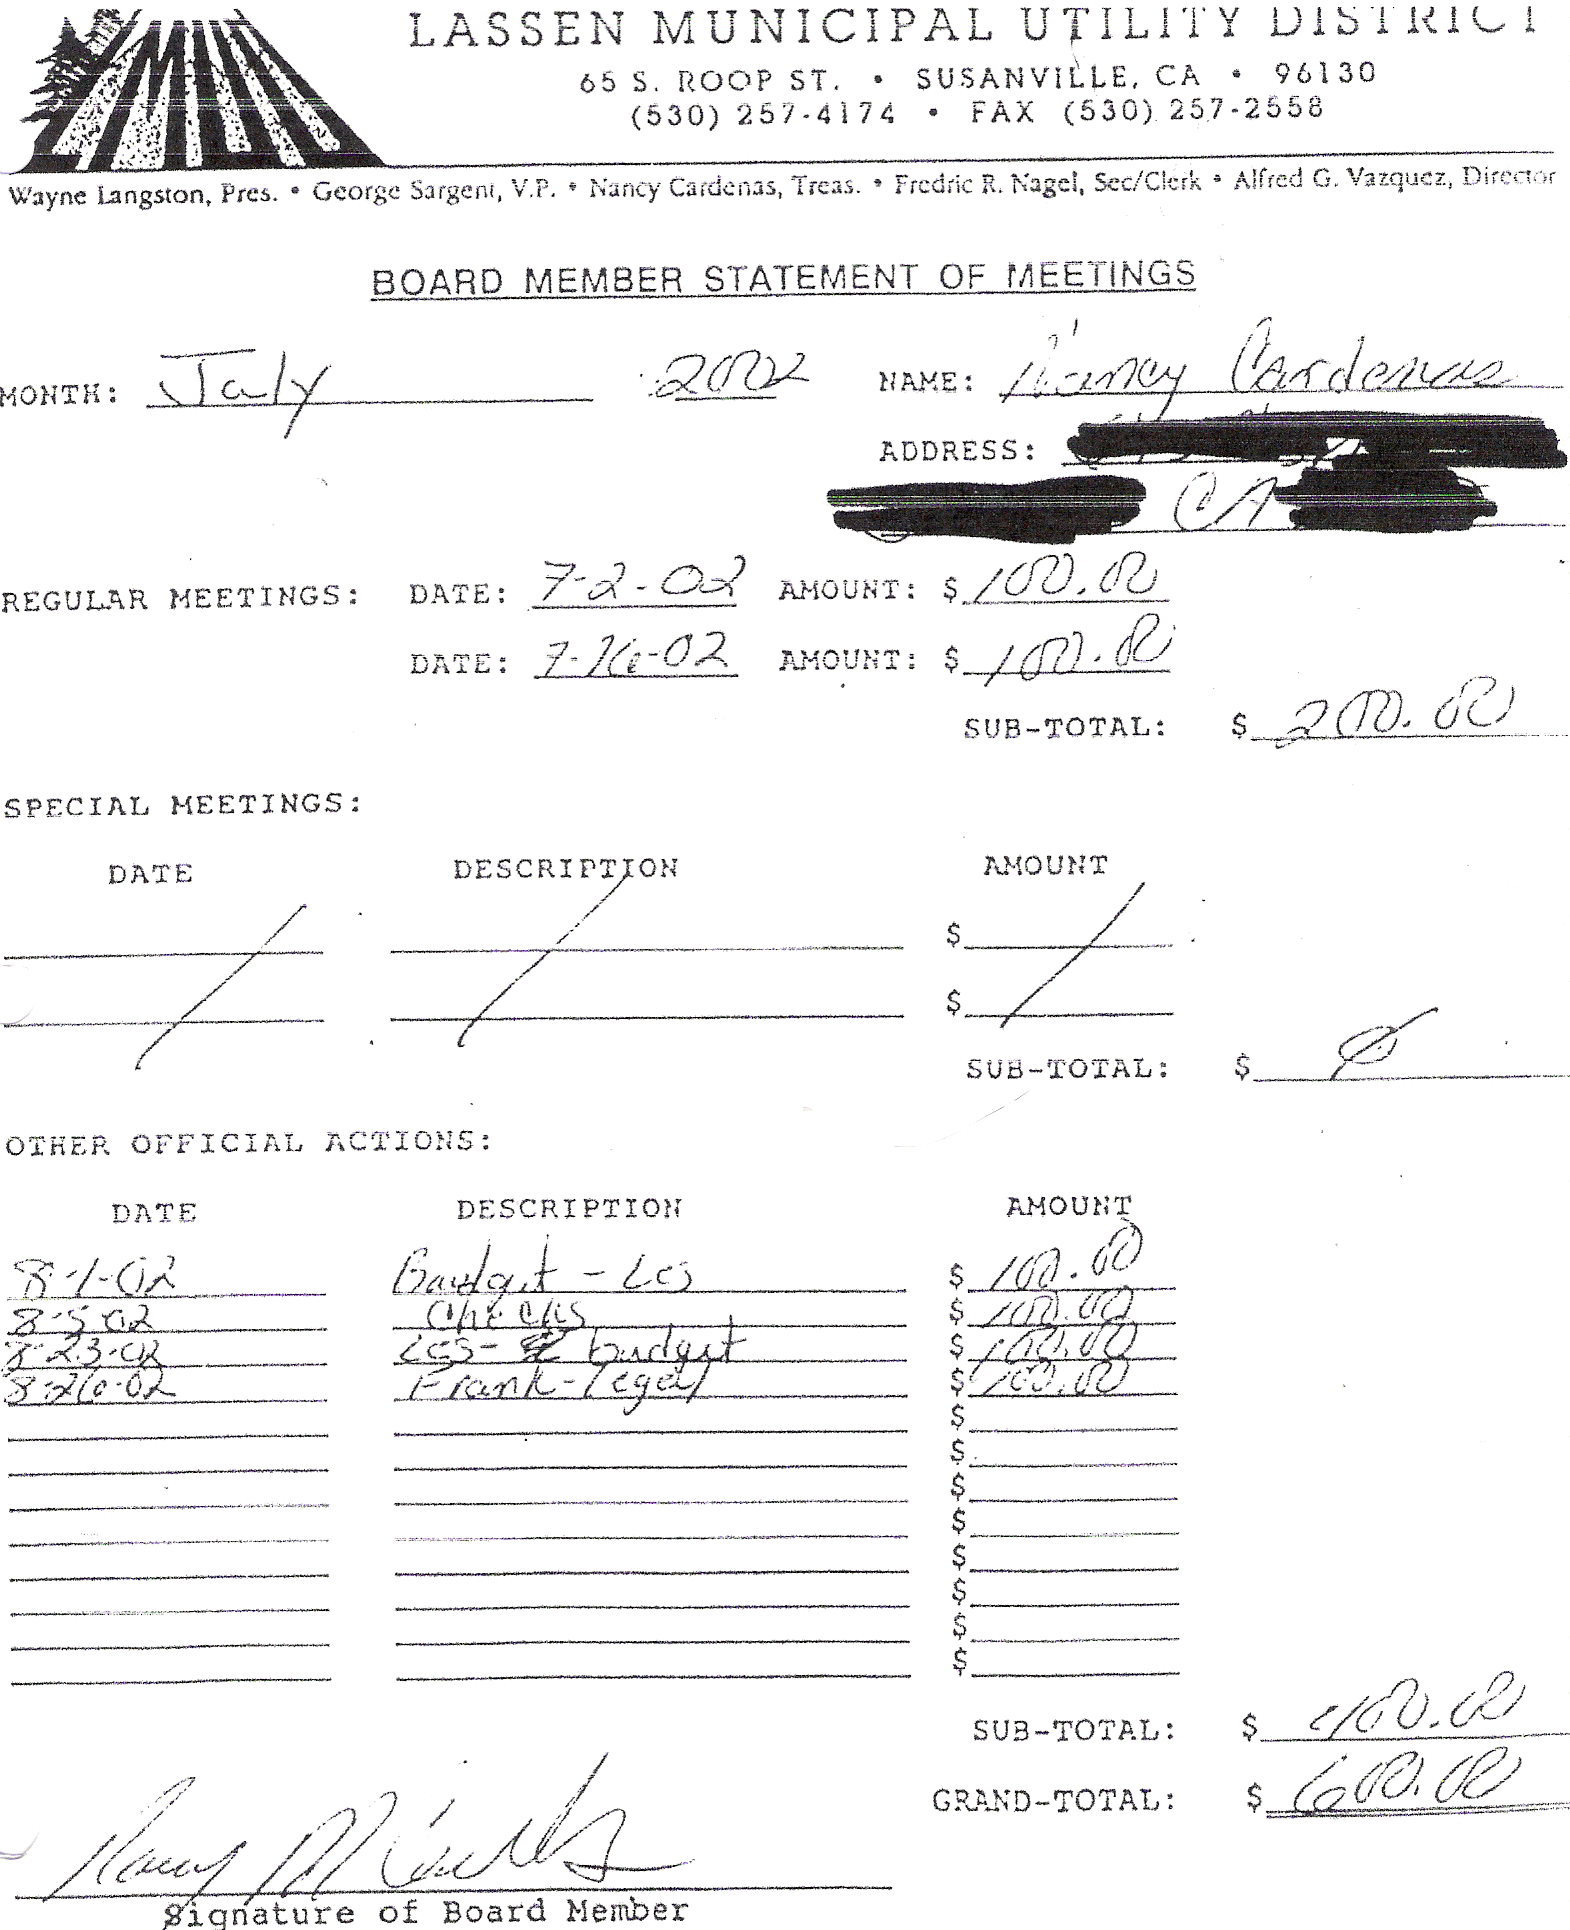 LASSEN MUNICIPAL UTILITY DISTRICT
65 S. ROOP ST. • SUSANVILLE, CA • 96130
(530) 257-4174 • FAX (530) 257-2558
Wayne Langston, Pres. • George Sargent, V.P. • Nancy Cardenas, Treas. • Fredric R. Nagel, Sec/Clerk • Alfred G. Vazquez, Director
BOARD MEMBER STATEMENT OF MEETINGS
MONTH: July 2002 NAME: Nancy Cardenas
ADDRESS:
CA
REGULAR MEETINGS: DATE: 7-2-02 AMOUNT: $ 100.00
DATE: 7-16-02 AMOUNT: $ 100.00
SUB-TOTAL: $ 200.00
SPECIAL MEETINGS:
DATE DESCRIPTION AMOUNT
$
$
SUB-TOTAL: $ Ø
OTHER OFFICIAL ACTIONS:
DATE DESCRIPTION AMOUNT
8-1-02 Budget - LCS $ 100.00
8-5-02 Checks $ 100.00
8-23-02 LCS- budget $ 100.00
8-26-02 Frank-legal $ 100.00
$
$
$
$
$
$
$
$
SUB-TOTAL: $ 400.00
GRAND-TOTAL: $ 600.00
Signature of Board Member